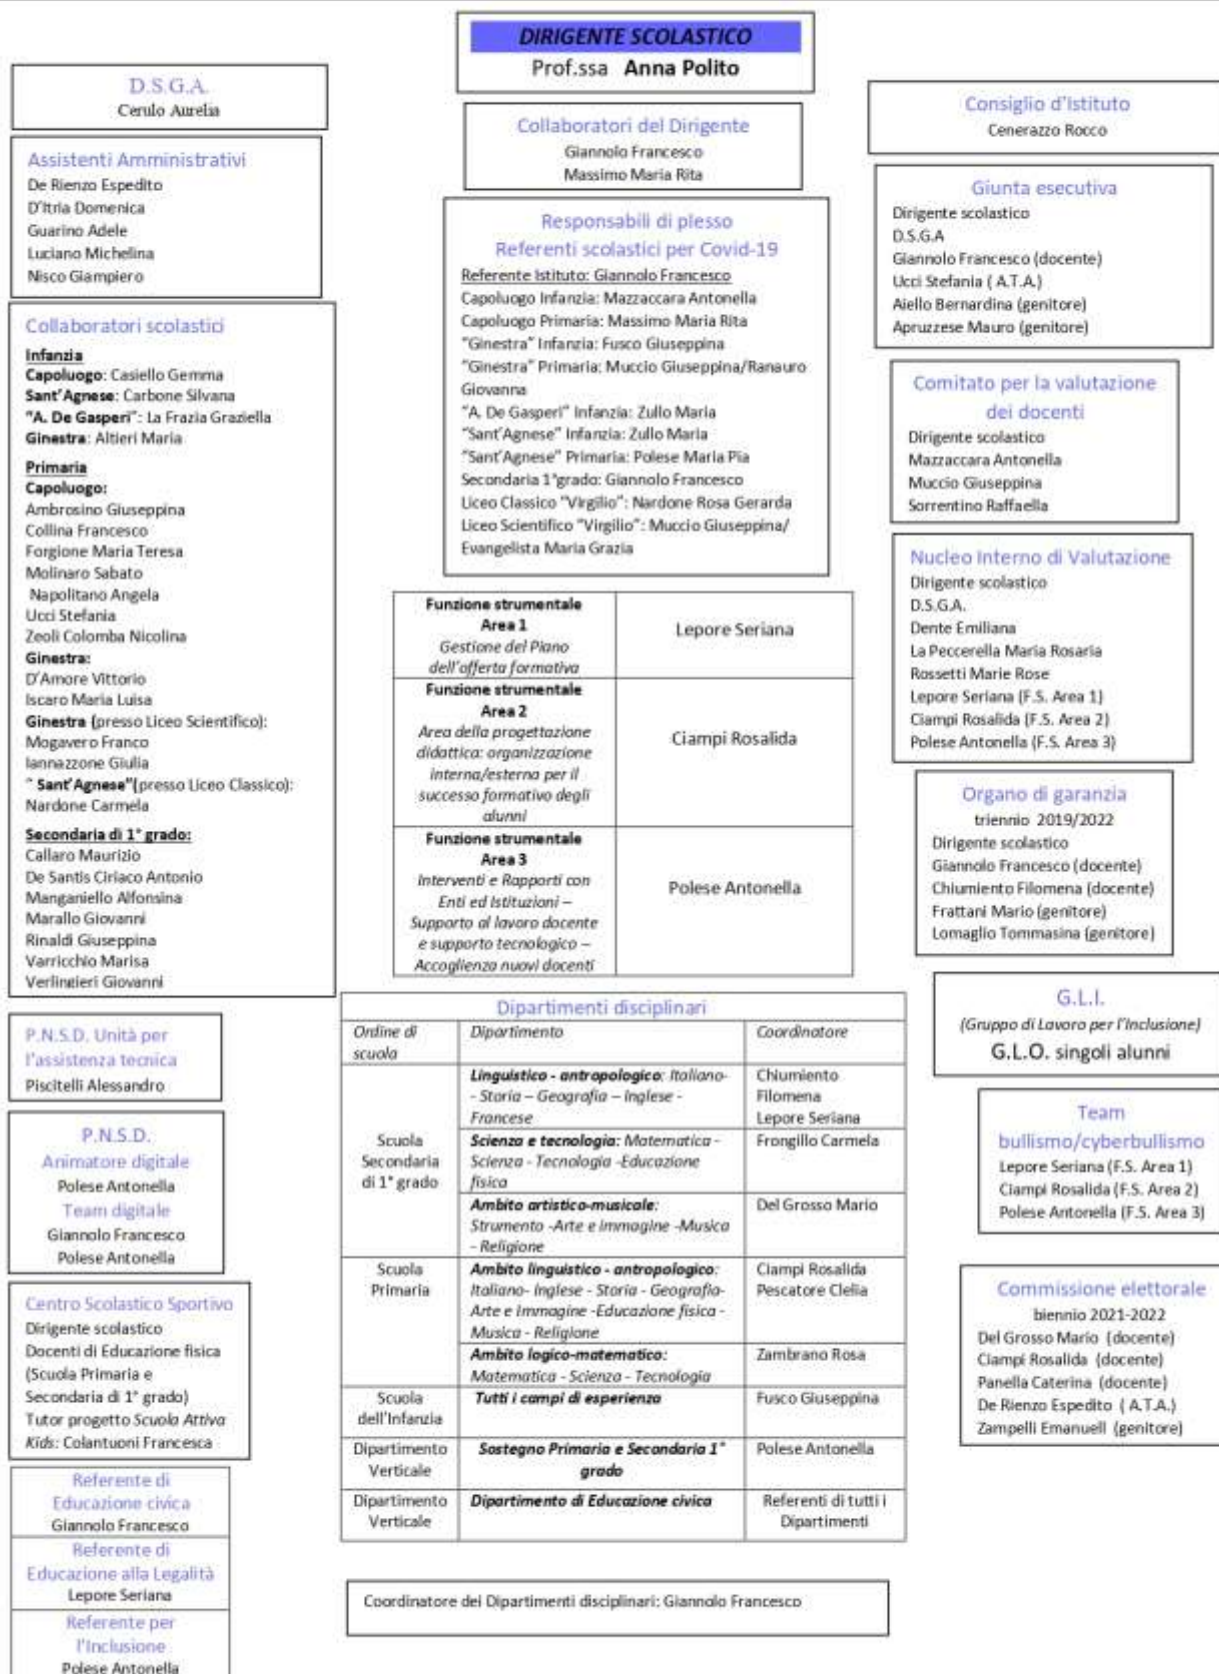 DIRIGENTE SCOLASTICO
Prof.ssa Anna Polito
D.S.G.A.
Cerulo Aurelia
Assistenti Amministrativi
De Rienzo Espedito
D'Itria Domenica
Guarino Adele
Luciano Michelina
Nisco Giampiero
Collaboratori scolastici
Infanzia
Capoluogo: Casiello Gemma
Sant'Agnese: Carbone Silvana
"A. De Gasperi": La Frazia Graziella
Ginestra: Altieri Maria
Primaria
Capoluogo:
Ambrosino Giuseppina
Collina Francesco
Forgione Maria Teresa
Molinaro Sabato
Napolitano Angela
Ucci Stefania
Zeoli Colomba Nicolina
Ginestra:
D'Amore Vittorio
Iscaro Maria Luisa
Ginestra (presso Liceo Scientifico):
Mogavero Franco
Iannazzone Giulia
" Sant'Agnese"(presso Liceo Classico):
Nardone Carmela
Secondaria di 1° grado:
Callaro Maurizio
De Santis Ciriaco Antonio
Manganiello Alfonsina
Marallo Giovanni
Rinaldi Giuseppina
Varricchio Marisa
Verlingieri Giovanni
P.N.S.D. Unità per
l'assistenza tecnica
Piscitelli Alessandro
P.N.S.D.
Animatore digitale
Polese Antonella
Team digitale
Giannolo Francesco
Polese Antonella
Centro Scolastico Sportivo
Dirigente scolastico
Docenti di Educazione fisica
(Scuola Primaria e
Secondaria di 1° grado)
Tutor progetto Scuola Attiva
Kids: Colantuoni Francesca
Referente di
Educazione civica
Giannolo Francesco
Referente di
Educazione alla Legalità
Lepore Seriana
Referente per
l'Inclusione
Polese Antonella
Collaboratori del Dirigente
Giannolo Francesco
Massimo Maria Rita
Responsabili di plesso
Referenti scolastici per Covid-19
Referente Istituto: Giannolo Francesco
Capoluogo Infanzia: Mazzaccara Antonella
Capoluogo Primaria: Massimo Maria Rita
"Ginestra" Infanzia: Fusco Giuseppina
"Ginestra" Primaria: Muccio Giuseppina/Ranauro
Giovanna
"A. De Gasperi" Infanzia: Zullo Maria
"Sant'Agnese" Infanzia: Zullo Maria
"Sant'Agnese" Primaria: Polese Maria Pia
Secondaria 1°grado: Giannolo Francesco
Liceo Classico "Virgilio": Nardone Rosa Gerarda
Liceo Scientifico "Virgilio": Muccio Giuseppina/
Evangelista Maria Grazia
Funzione strumentale
Area 1
Gestione del Piano
dell'offerta formativa
Lepore Seriana
Funzione strumentale
Area 2
Area della progettazione
didattica: organizzazione
interna/esterna per il
successo formativo degli
alunni
Ciampi Rosalida
Funzione strumentale
Area 3
Interventi e Rapporti con
Enti ed Istituzioni –
Supporto al lavoro docente
e supporto tecnologico –
Accoglienza nuovi docenti
Polese Antonella
Dipartimenti disciplinari
Ordine di
scuola
Dipartimento
Coordinatore
Scuola
Secondaria
di 1° grado
Linguistico - antropologico: Italiano-
- Storia – Geografia – Inglese -
Francese
Chiumiento
Filomena
Lepore Seriana
Scienza e tecnologia: Matematica -
Scienza - Tecnologia -Educazione
fisica
Frongillo Carmela
Ambito artistico-musicale:
Strumento -Arte e immagine -Musica
- Religione
Del Grosso Mario
Scuola
Primaria
Ambito linguistico - antropologico:
Italiano- Inglese - Storia - Geografia-
Arte e Immagine -Educazione fisica -
Musica - Religione
Ciampi Rosalida
Pescatore Clelia
Ambito logico-matematico:
Matematica - Scienza - Tecnologia
Zambrano Rosa
Scuola
dell'Infanzia
Tutti i campi di esperienza
Fusco Giuseppina
Dipartimento
Verticale
Sostegno Primaria e Secondaria 1°
grado
Polese Antonella
Dipartimento
Verticale
Dipartimento di Educazione civica
Referenti di tutti i
Dipartimenti
Coordinatore dei Dipartimenti disciplinari: Giannolo Francesco
Consiglio d'Istituto
Cenerazzo Rocco
Giunta esecutiva
Dirigente scolastico
D.S.G.A
Giannolo Francesco (docente)
Ucci Stefania ( A.T.A.)
Aiello Bernardina (genitore)
Apruzzese Mauro (genitore)
Comitato per la valutazione
dei docenti
Dirigente scolastico
Mazzaccara Antonella
Muccio Giuseppina
Sorrentino Raffaella
Nucleo Interno di Valutazione
Dirigente scolastico
D.S.G.A.
Dente Emiliana
La Peccerella Maria Rosaria
Rossetti Marie Rose
Lepore Seriana (F.S. Area 1)
Ciampi Rosalida (F.S. Area 2)
Polese Antonella (F.S. Area 3)
Organo di garanzia
triennio 2019/2022
Dirigente scolastico
Giannolo Francesco (docente)
Chiumiento Filomena (docente)
Frattani Mario (genitore)
Lomaglio Tommasina (genitore)
G.L.I.
(Gruppo di Lavoro per l'Inclusione)
G.L.O. singoli alunni
Team
bullismo/cyberbullismo
Lepore Seriana (F.S. Area 1)
Ciampi Rosalida (F.S. Area 2)
Polese Antonella (F.S. Area 3)
Commissione elettorale
biennio 2021-2022
Del Grosso Mario (docente)
Ciampi Rosalida (docente)
Panella Caterina (docente)
De Rienzo Espedito ( A.T.A.)
Zampelli Emanuell (genitore)